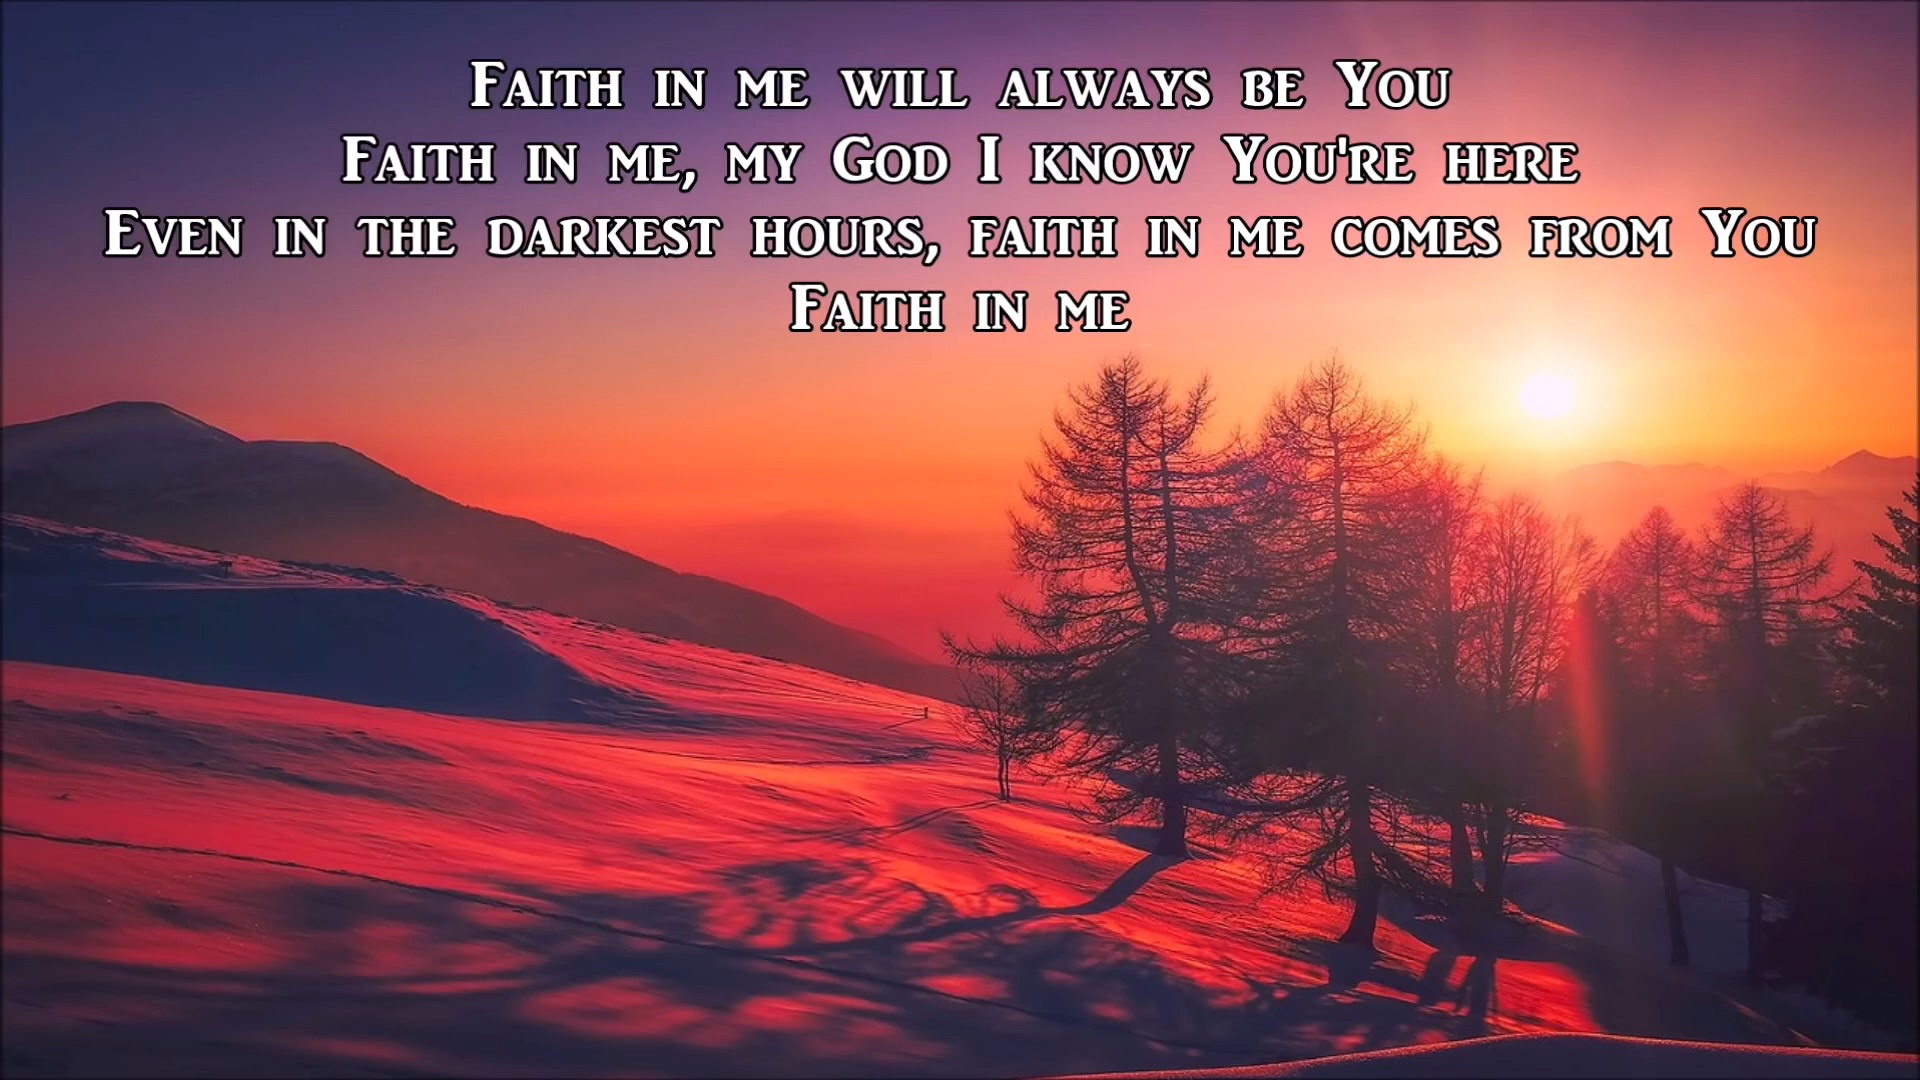 Faith in me will always be You
Faith in me, my God I know You're here
Even in the darkest hours, faith in me comes from You
Faith in me